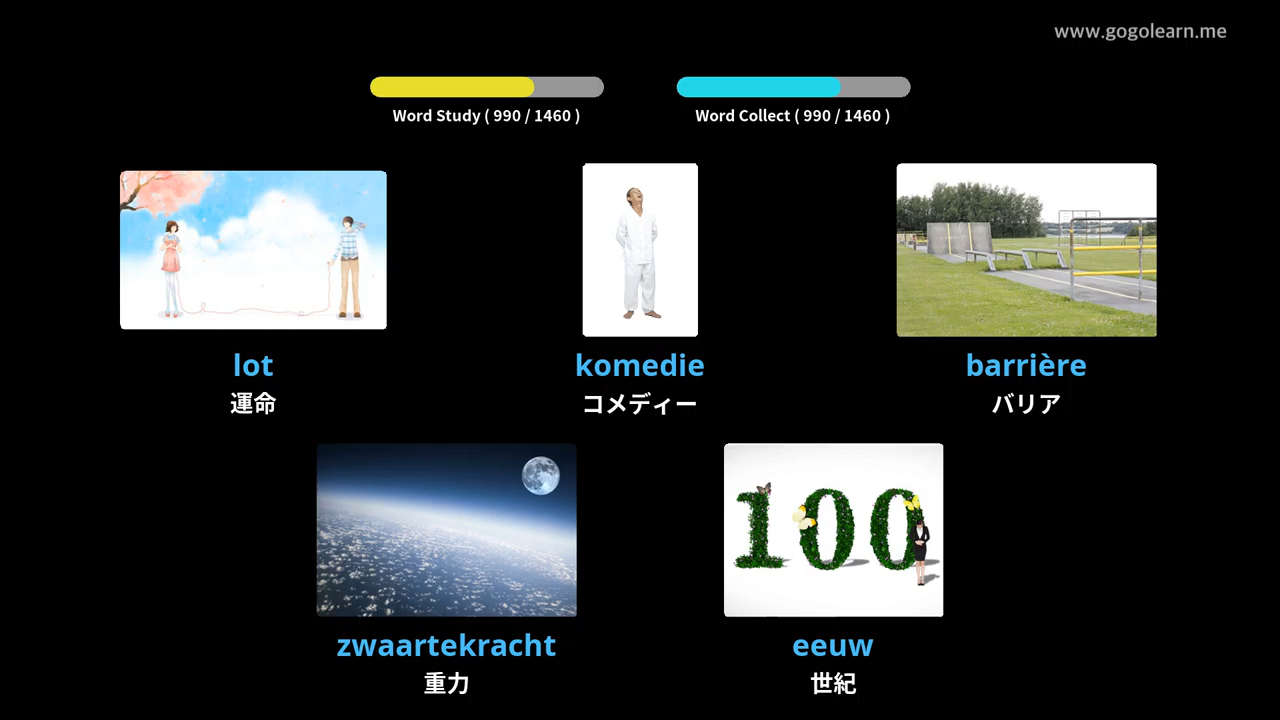 www.gogolearn.me
Word Study ( 990 / 1460 )
Word Collect ( 990 / 1460 )
lot
運命
komedie
コメディー
barrière
バリア
zwaartekracht
重力
100
eeuw
世紀